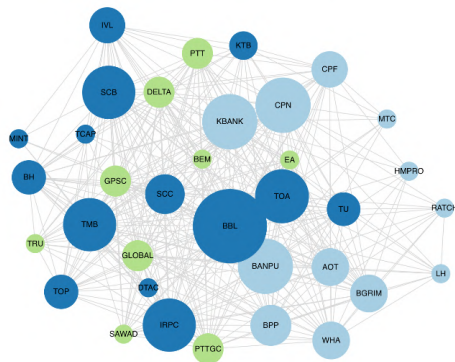 IVL
PTT
KTB
CPF
SCB
DELTA
CPN
KBANK
MTC
MINT
TCAP
BEM
EA
HMPRO
BH
GPSC
SCC
TOA
TU
RATCH
TMB
BBL
TRU
GLOBAL
BANPU
AOT
LH
TOP
DTAC
BGRIM
SAWAD
IRPC
BPP
WHA
PTTGC